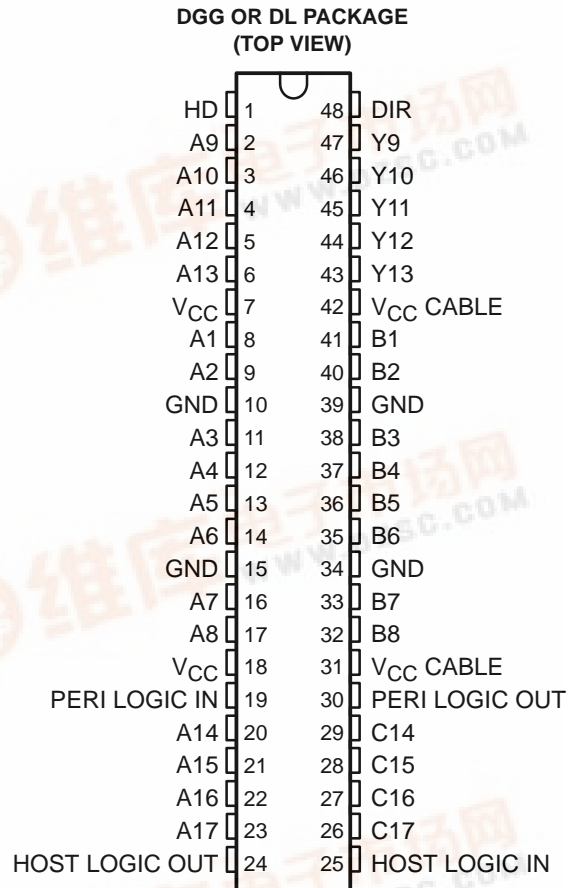 DGG OR DL PACKAGE
(TOP VIEW)
HD 1 48 DIR
A9 2 47 Y9
A10 3 46 Y10
A11 4 45 Y11
A12 5 44 Y12
A13 6 43 Y13
VCC 7 42 VCC CABLE
A1 8 41 B1
A2 9 40 B2
GND 10 39 GND
A3 11 38 B3
A4 12 37 B4
A5 13 36 B5
A6 14 35 B6
GND 15 34 GND
A7 16 33 B7
A8 17 32 B8
VCC 18 31 VCC CABLE
PERI LOGIC IN 19 30 PERI LOGIC OUT
A14 20 29 C14
A15 21 28 C15
A16 22 27 C16
A17 23 26 C17
HOST LOGIC OUT 24 25 HOST LOGIC IN